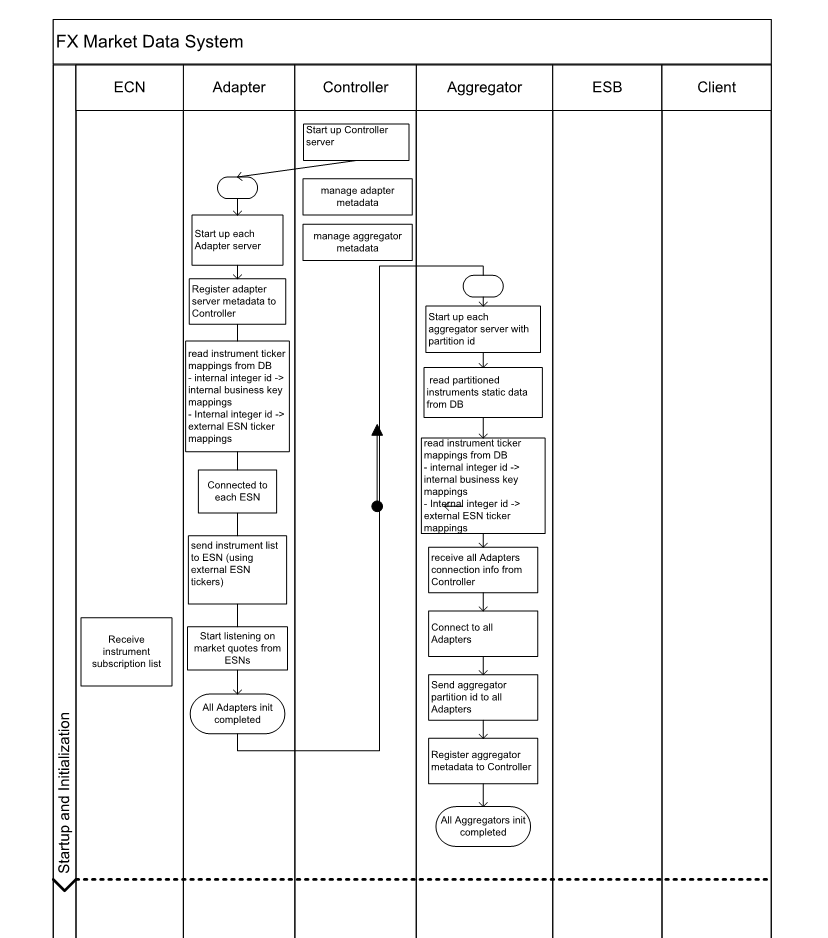 FX Market Data System
ECN
Adapter
Controller
Aggregator
ESB
Client
Startup and Initialization
Start up Controller
server
manage adapter
metadata
manage aggregator
metadata
Start up each
Adapter server
Register adapter
server metadata to
Controller
read instrument ticker
mappings from DB
- internal integer id ->
internal business key
mappings
- Internal integer id ->
external ESN ticker
mappings
Connected to
each ESN
send instrument list
to ESN (using
external ESN
tickers)
Receive
instrument
subscription list
Start listening on
market quotes from
ESNs
All Adapters init
completed
Start up each
aggregator server with
partition id
read partitioned
instruments static data
from DB
read instrument ticker
mappings from DB
- internal integer id ->
internal business key
mappings
- Internal integer id ->
external ESN ticker
mappings
receive all Adapters
connection info from
Controller
Connect to all
Adapters
Send aggregator
partition id to all
Adapters
Register aggregator
metadata to Controller
All Aggregators init
completed